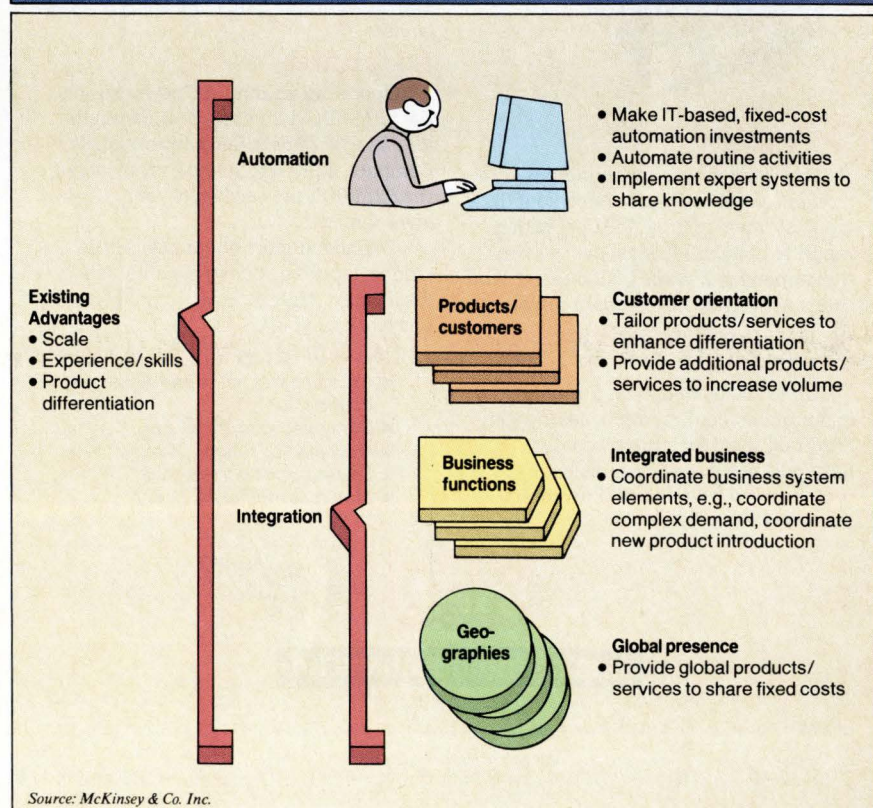 Automation
• Make IT-based, fixed-cost
automation investments
• Automate routine activities
• Implement expert systems to
share knowledge
Existing
Advantages
• Scale
• Experience/skills
• Product
differentiation
Integration
Products/
customers
Customer orientation
• Tailor products/services to
enhance differentiation
• Provide additional products/
services to increase volume
Business
functions
Integrated business
• Coordinate business system
elements, e.g., coordinate
complex demand, coordinate
new product introduction
Geo-
graphies
Global presence
• Provide global products/
services to share fixed costs
Source: McKinsey & Co. Inc.